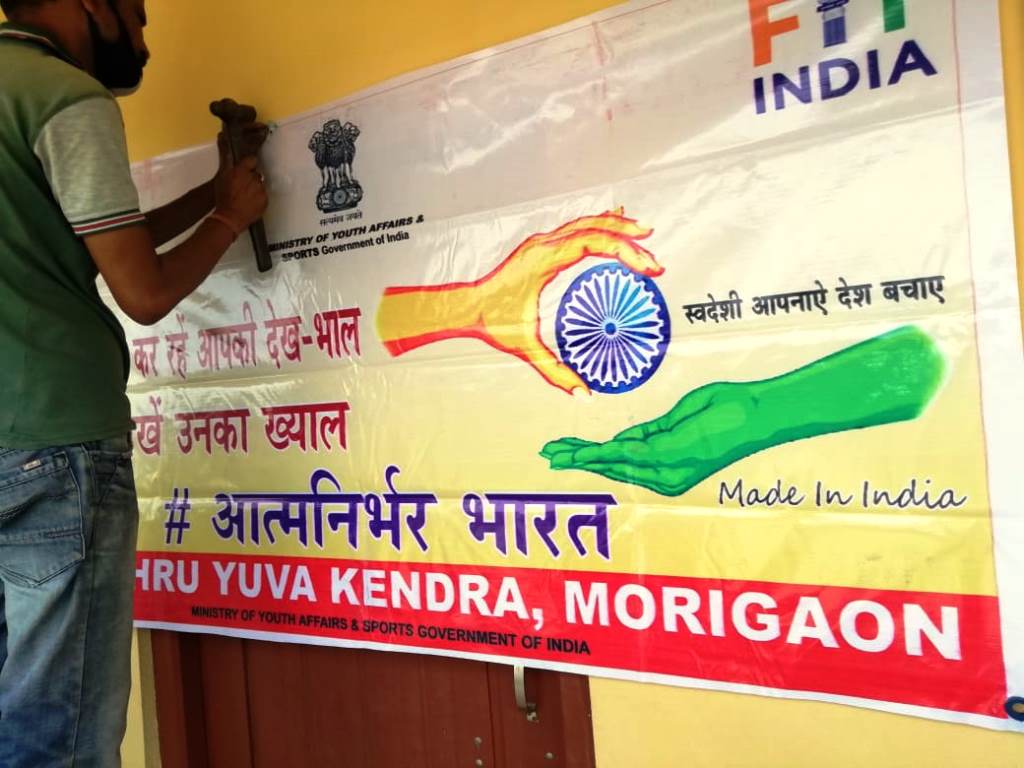 FIT
INDIA
सत्यमेव जयते
MINISTRY OF YOUTH AFFAIRS &
SPORTS Government of India
स्वदेशी आपनाऐ देश बचाए
कर रहें आपकी देख-भाल
खें उनका ख्याल
Made In India
# आत्मनिर्भर भारत
HRU YUVA KENDRA, MORIGAON
MINISTRY OF YOUTH AFFAIRS & SPORTS GOVERNMENT OF INDIA